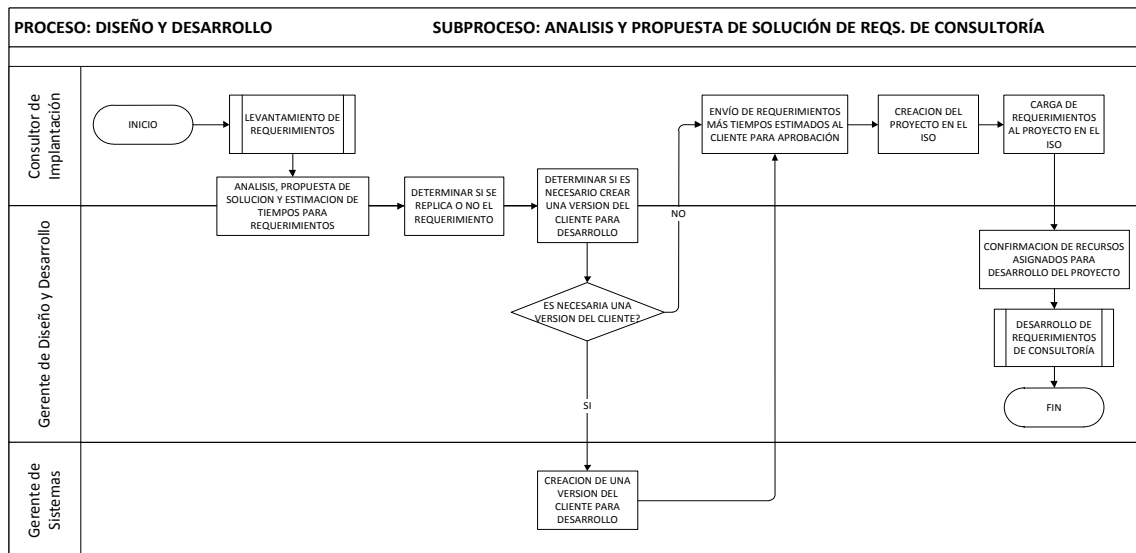 PROCESO: DISEÑO Y DESARROLLO
SUBPROCESO: ANALISIS Y PROPUESTA DE SOLUCIÓN DE REQS. DE CONSULTORÍA
Consultor de
Implantación
INICIO
LEVANTAMIENTO DE
REQUERIMIENTOS
ANALISIS, PROPUESTA DE
SOLUCION Y ESTIMACION DE
TIEMPOS PARA
REQUERIMIENTOS
DETERMINAR SI SE
REPLICA O NO EL
REQUERIMIENTO
DETERMINAR SI ES
NECESARIO CREAR
UNA VERSION DEL
CLIENTE PARA
DESARROLLO
ENVÍO DE REQUERIMIENTOS
MÁS TIEMPOS ESTIMADOS AL
CLIENTE PARA APROBACIÓN
CREACION DEL
PROYECTO EN EL
ISO
CARGA DE
REQUERIMIENTOS
AL PROYECTO EN EL
ISO
Gerente de Diseño y Desarrollo
NO
ES NECESARIA UNA
VERSION DEL CLIENTE?
SI
CONFIRMACION DE RECURSOS
ASIGNADOS PARA
DESARROLLO DEL PROYECTO
DESARROLLO DE
REQUERIMIENTOS
DE CONSULTORÍA
FIN
Gerente de
Sistemas
CREACION DE UNA
VERSION DEL
CLIENTE PARA
DESARROLLO